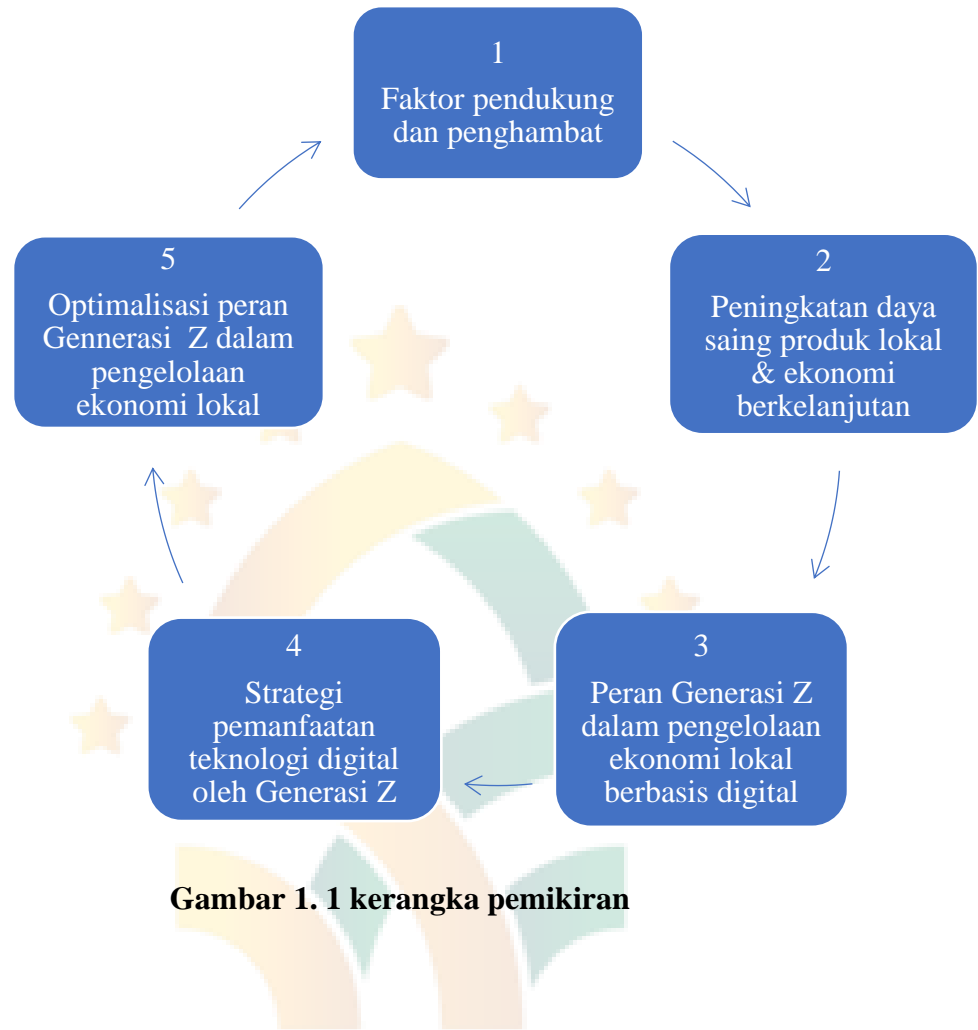 1
Faktor pendukung
dan penghambat
2
Peningkatan daya
saing produk lokal
& ekonomi
berkelanjutan
3
Peran Generasi Z
dalam pengelolaan
ekonomi lokal
berbasis digital
4
Strategi
pemanfaatan
teknologi digital
oleh Generasi Z
5
Optimalisasi peran
Gennerasi  Z dalam
pengelolaan
ekonomi lokal
Gambar 1. 1 kerangka pemikiran